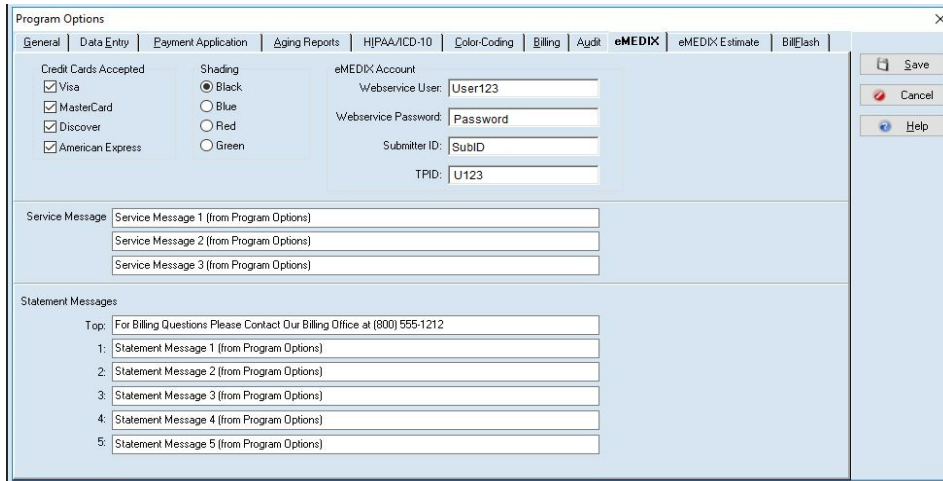 Program Options
General Data Entry Payment Application Aging Reports HIPAA/ICD-10 Color-Coding Billing Audit eMEDIX eMEDIX Estimate BillFlash
Credit Cards Accepted
Visa
MasterCard
Discover
American Express
Shading
Black
Blue
Red
Green
eMEDIX Account
Webservice User: User123
Webservice Password: Password
Submitter ID: SubID
TPID: U123
Save
Cancel
Help
Service Message Service Message 1 (from Program Options)
Service Message 2 (from Program Options)
Service Message 3 (from Program Options)
Statement Messages
Top: For Billing Questions Please Contact Our Billing Office at (800) 555-1212
1: Statement Message 1 (from Program Options)
2: Statement Message 2 (from Program Options)
3: Statement Message 3 (from Program Options)
4: Statement Message 4 (from Program Options)
5: Statement Message 5 (from Program Options)